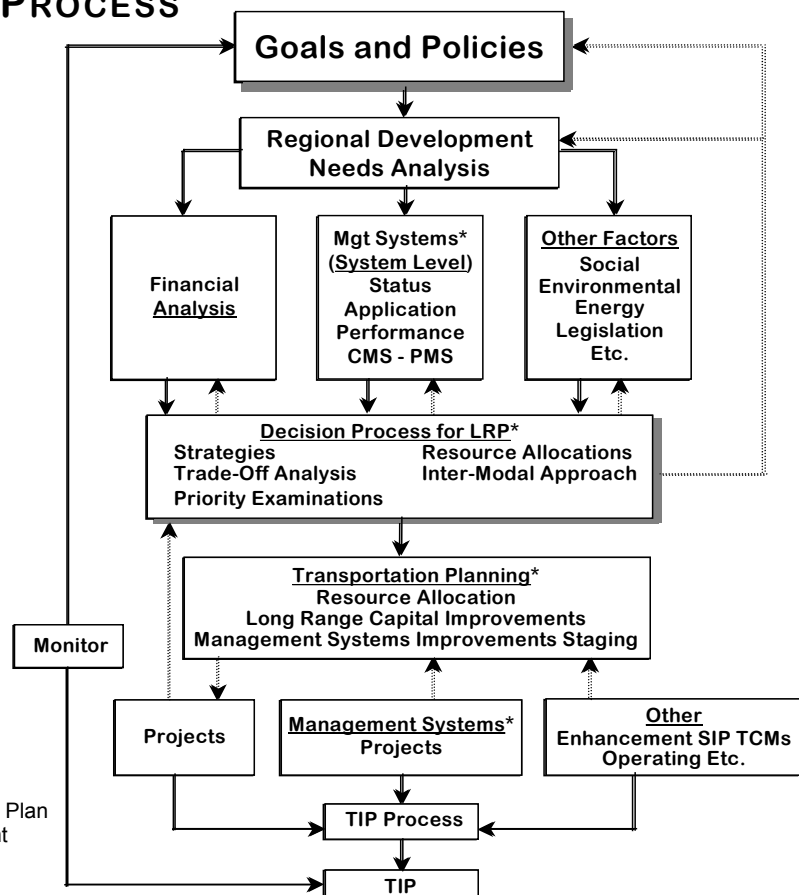 PROCESS
Goals and Policies
Regional Development
Needs Analysis
Financial
Analysis
Mgt Systems*
(System Level)
Status
Application
Performance
CMS - PMS
Other Factors
Social
Environmental
Energy
Legislation
Etc.
Decision Process for LRP*
Strategies
Trade-Off Analysis
Priority Examinations
Resource Allocations
Inter-Modal Approach
Transportation Planning*
Resource Allocation
Long Range Capital Improvements
Management Systems Improvements Staging
Monitor
Projects
Management Systems*
Projects
Other
Enhancement SIP TCMs
Operating Etc.
Plan
TIP Process
TIP